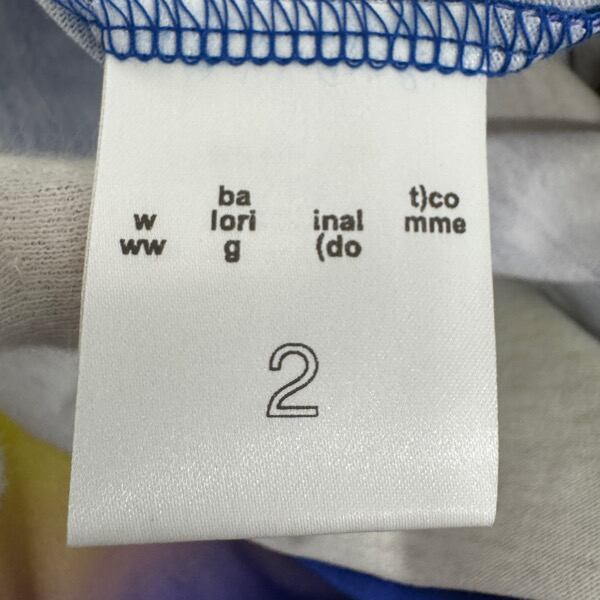 ba t)co
w lori inal mme
ww g (do
2